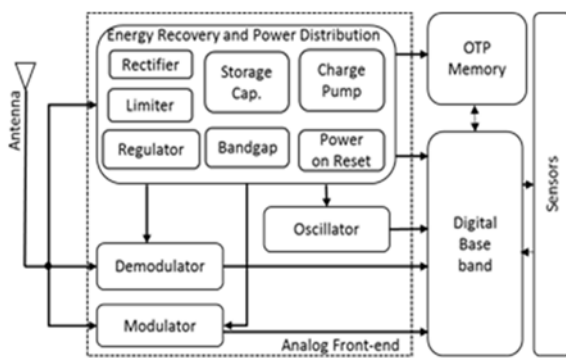 Energy Recovery and Power Distribution
Rectifier
Storage
Cap.
Charge
Pump
Limiter
Regulator
Bandgap
Power
on Reset
OTP
Memory
Antenna
Oscillator
Digital
Base
band
Sensors
Demodulator
Modulator
Analog Front-end